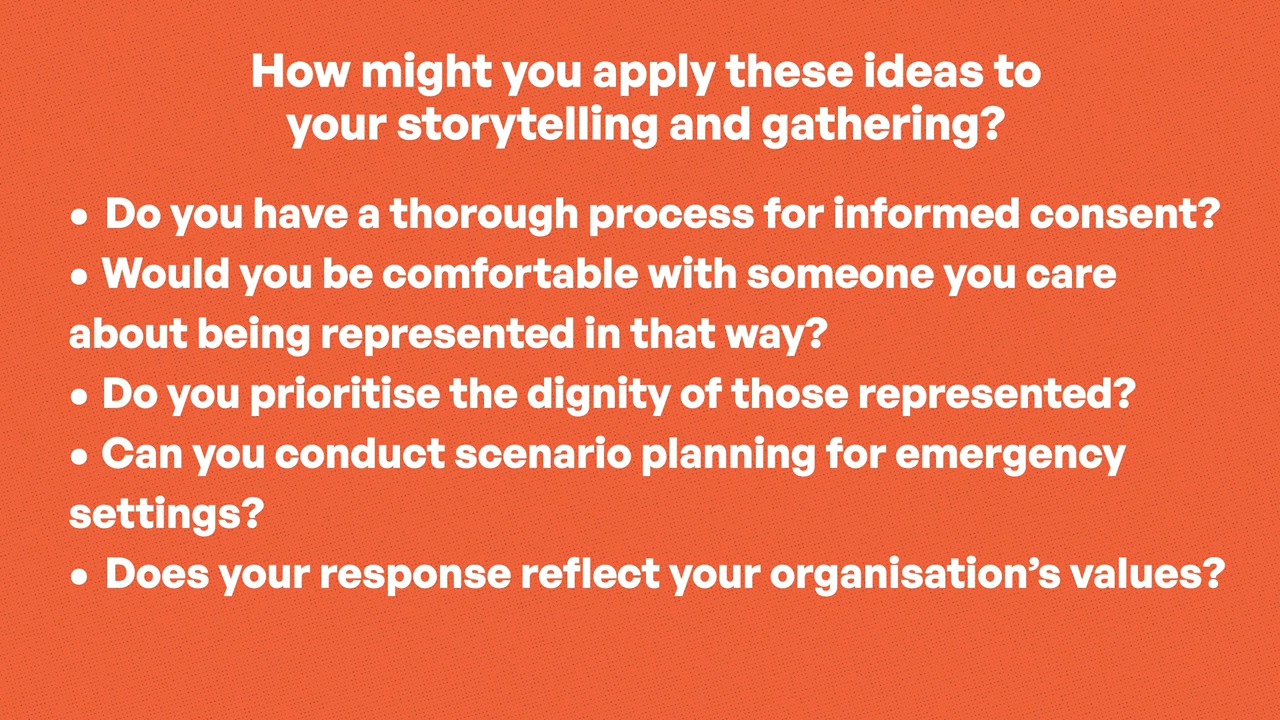 How might you apply these ideas to
your storytelling and gathering?
• Do you have a thorough process for informed consent?
• Would you be comfortable with someone you care
about being represented in that way?
• Do you prioritise the dignity of those represented?
• Can you conduct scenario planning for emergency
settings?
• Does your response reflect your organisation’s values?